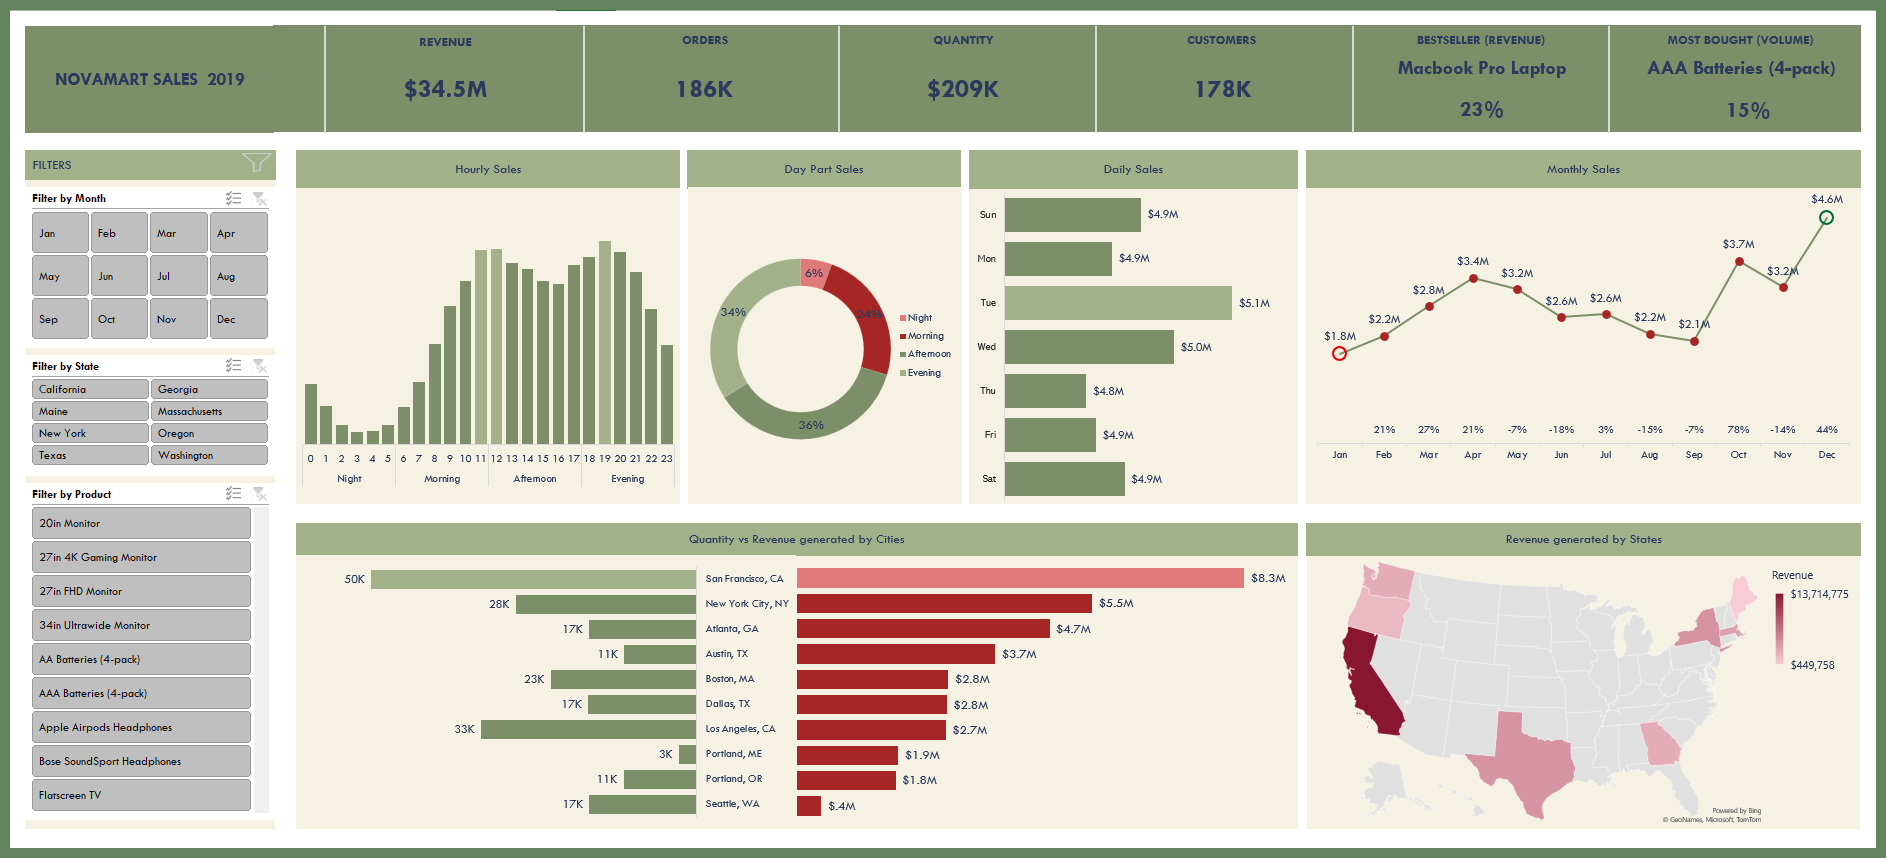 NOVAMART SALES  2019
REVENUE
$34.5M
ORDERS
186K
QUANTITY
$209K
CUSTOMERS
178K
BESTSELLER (REVENUE)
Macbook Pro Laptop
23%
MOST BOUGHT (VOLUME)
AAA Batteries (4-pack)
15%
FILTERS
Filter by Month
Jan Feb Mar Apr
May Jun Jul Aug
Sep Oct Nov Dec
Filter by State
California Georgia
Maine Massachusetts
New York Oregon
Texas Washington
Filter by Product
20in Monitor
27in 4K Gaming Monitor
27in FHD Monitor
34in Ultrawide Monitor
AA Batteries (4-pack)
AAA Batteries (4-pack)
Apple Airpods Headphones
Bose SoundSport Headphones
Flatscreen TV
Hourly Sales
0 1 2 3 4 5 6 7 8 9 10 11 12 13 14 15 16 17 18 19 20 21 22 23
Night Morning Afternoon Evening
Day Part Sales
6%
24%
36%
34%
Night
Morning
Afternoon
Evening
Daily Sales
Sun $4.9M
Mon $4.9M
Tue $5.1M
Wed $5.0M
Thu $4.8M
Fri $4.9M
Sat $4.9M
Monthly Sales
$1.8M $2.2M $2.8M $3.4M $3.2M $2.6M $2.6M $2.2M $2.1M $3.7M $3.2M $4.6M
21% 27% 21% -7% -18% 3% -15% -7% 78% -14% 44%
Jan Feb Mar Apr May Jun Jul Aug Sep Oct Nov Dec
Quantity vs Revenue generated by Cities
50K San Francisco, CA $8.3M
28K New York City, NY $5.5M
17K Atlanta, GA $4.7M
11K Austin, TX $3.7M
23K Boston, MA $2.8M
17K Dallas, TX $2.8M
33K Los Angeles, CA $2.7M
3K Portland, ME $1.9M
11K Portland, OR $1.8M
17K Seattle, WA $.4M
Revenue generated by States
Revenue
$13,714,775
$449,758
Powered by Bing
© GeoNames, Microsoft, TomTom